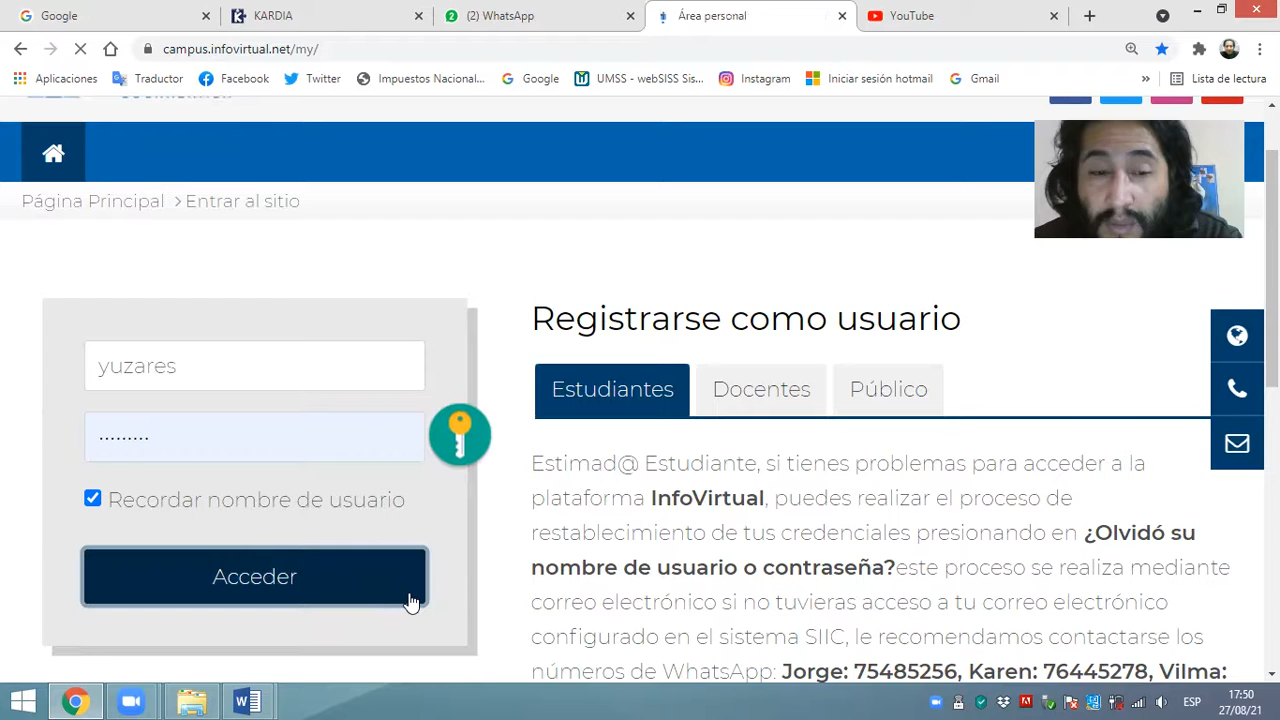 Google
KARDIA
(2) WhatsApp
Área personal
YouTube
campus.infovirtual.net/my/
Aplicaciones
Traductor
Facebook
Twitter
Impuestos Nacional...
Google
UMSS - webSISS Sis...
Instagram
Iniciar sesión hotmail
Gmail
»
Lista de lectura
Página Principal > Entrar al sitio
yuzares
.........
Recordar nombre de usuario
Acceder
Registrarse como usuario
Estudiantes
Docentes
Público
Estimad@ Estudiante, si tienes problemas para acceder a la
plataforma InfoVirtual, puedes realizar el proceso de
restablecimiento de tus credenciales presionando en ¿Olvidó su
nombre de usuario o contraseña?este proceso se realiza mediante
correo electrónico si no tuvieras acceso a tu correo electrónico
configurado en el sistema SIIC, le recomendamos contactarse los
números de WhatsApp: Jorge: 75485256, Karen: 76445278, Vilma:
ESP
17:50
27/08/21